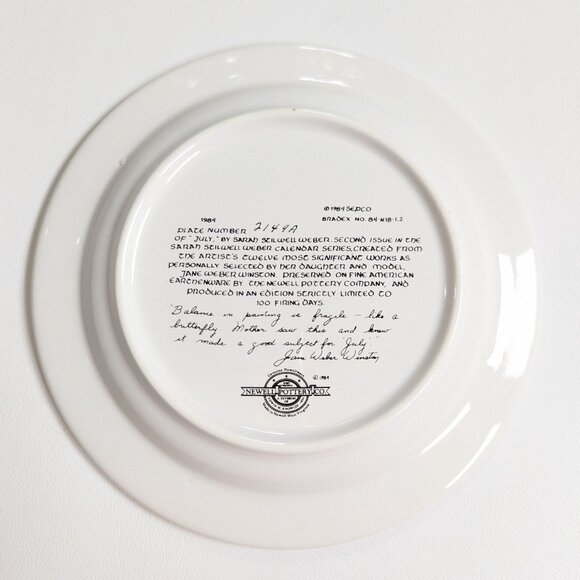 © 1984 SEPCO
1984 BRADEX NO. 84-N18-1.2
PLATE NUMBER 2149A
OF "JULY," BY SARAH STILWELL WEBER. SECOND ISSUE IN THE
SARAH STILWELL WEBER CALENDAR SERIES, CREATED FROM
THE ARTIST'S TWELVE MOST SIGNIFICANT WORKS AS
PERSONALLY SELECTED BY HER DAUGHTER AND MODEL,
JANE WEBER WINSTON. PRESERVED ON FINE AMERICAN
EARTHENWARE BY THE NEWELL POTTERY COMPANY, AND
PRODUCED IN AN EDITION STRICTLY LIMITED TO
100 FIRING DAYS.
"Balance in painting is fragile - like a
butterfly. Mother saw this and knew
it made a good subject for July."
Jane Weber Winston
© 1984
NEWELL POTTERY CO.